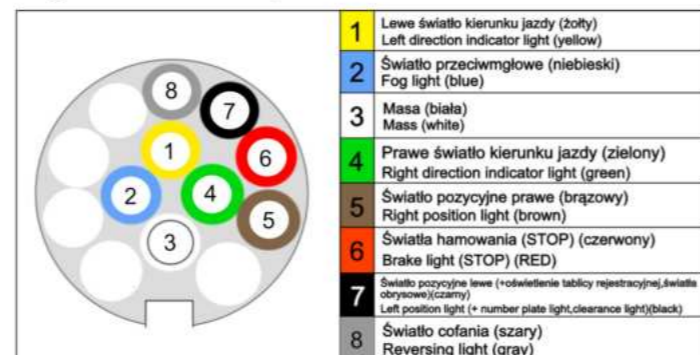 8
7
1
6
2
4
5
3
1
Lewe światło kierunku jazdy (żołty)
Left direction indicator light (yellow)
2
Światło przeciwmgłowe (niebieski)
Fog light (blue)
3
Masa (biała)
Mass (white)
4
Prawe światło kierunku jazdy (zielony)
Right direction indicator light (green)
5
Światło pozycyjne prawe (brązowy)
Right position light (brown)
6
Światła hamowania (STOP) (czerwony)
Brake light (STOP) (RED)
7
Światło pozycyjne lewe (+oświetlenie tablicy rejestracyjnej,światła
obrysowe)(czarny)
Left position light (+ number plate light,clearance light)(black)
8
Światło cofania (szary)
Reversing light (gray)